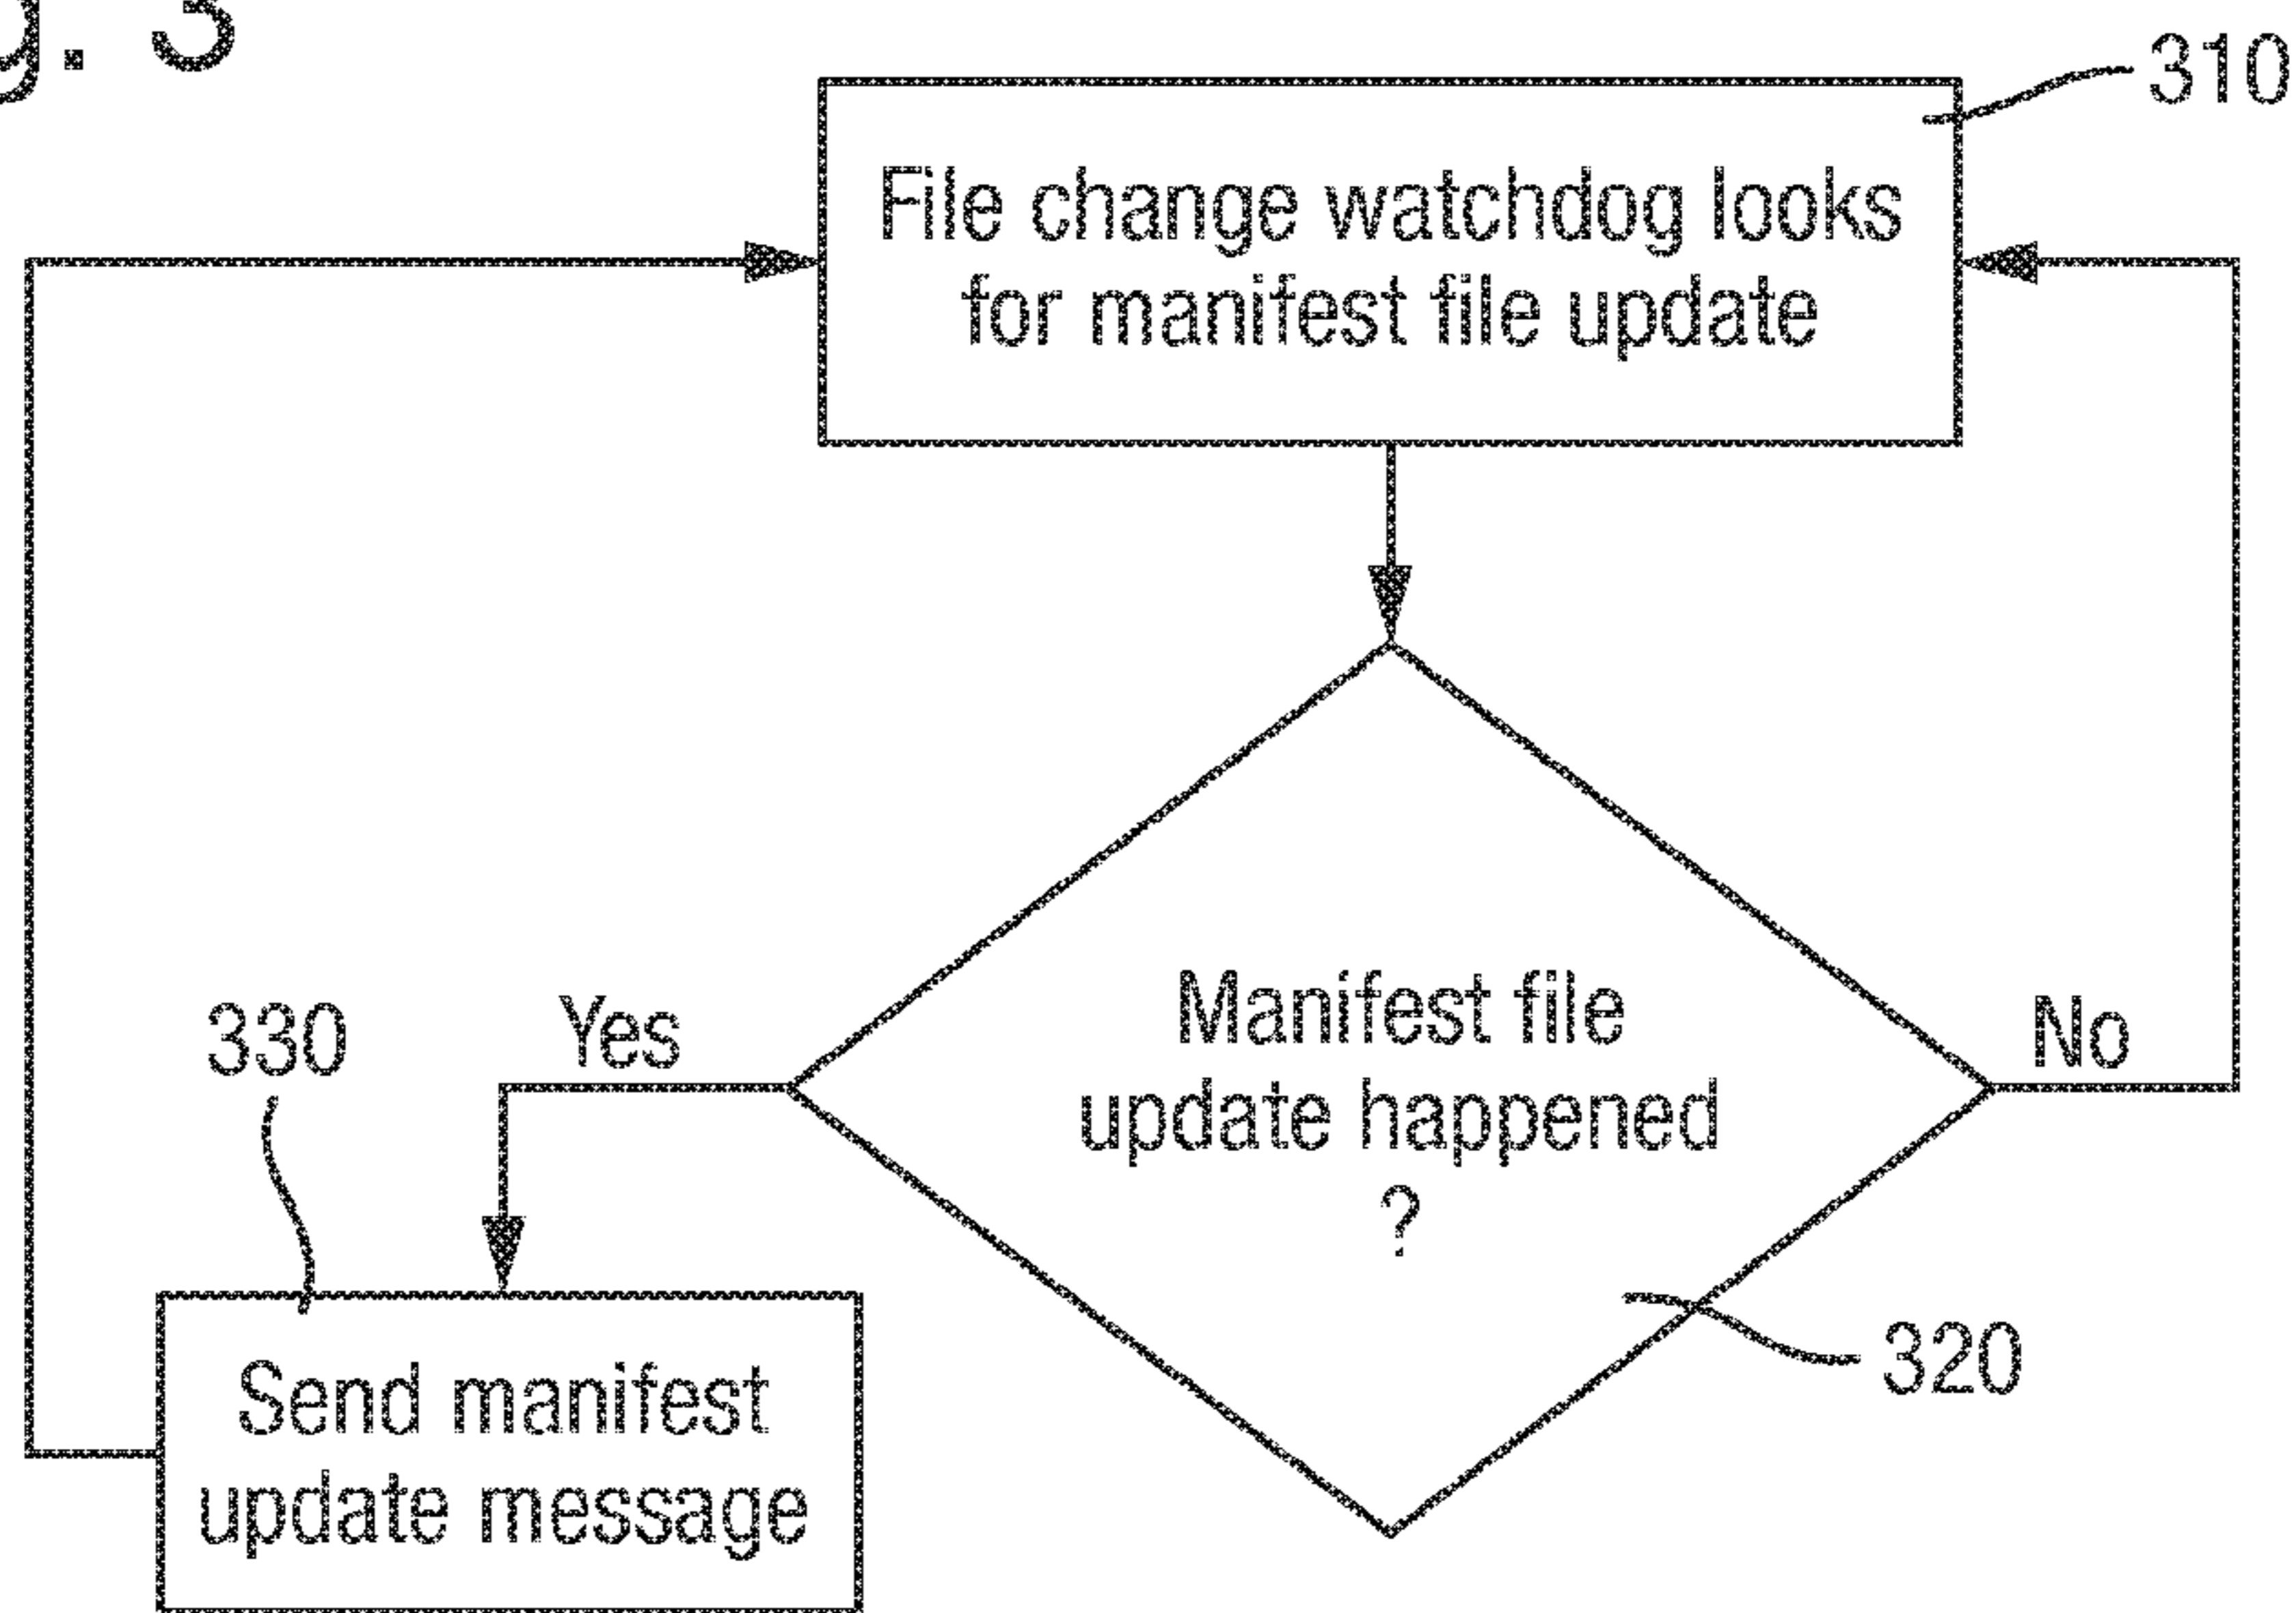 g. 3
310
File change watchdog looks
for manifest file update
330
Yes
Manifest file
update happened
?
No
Send manifest
update message
320